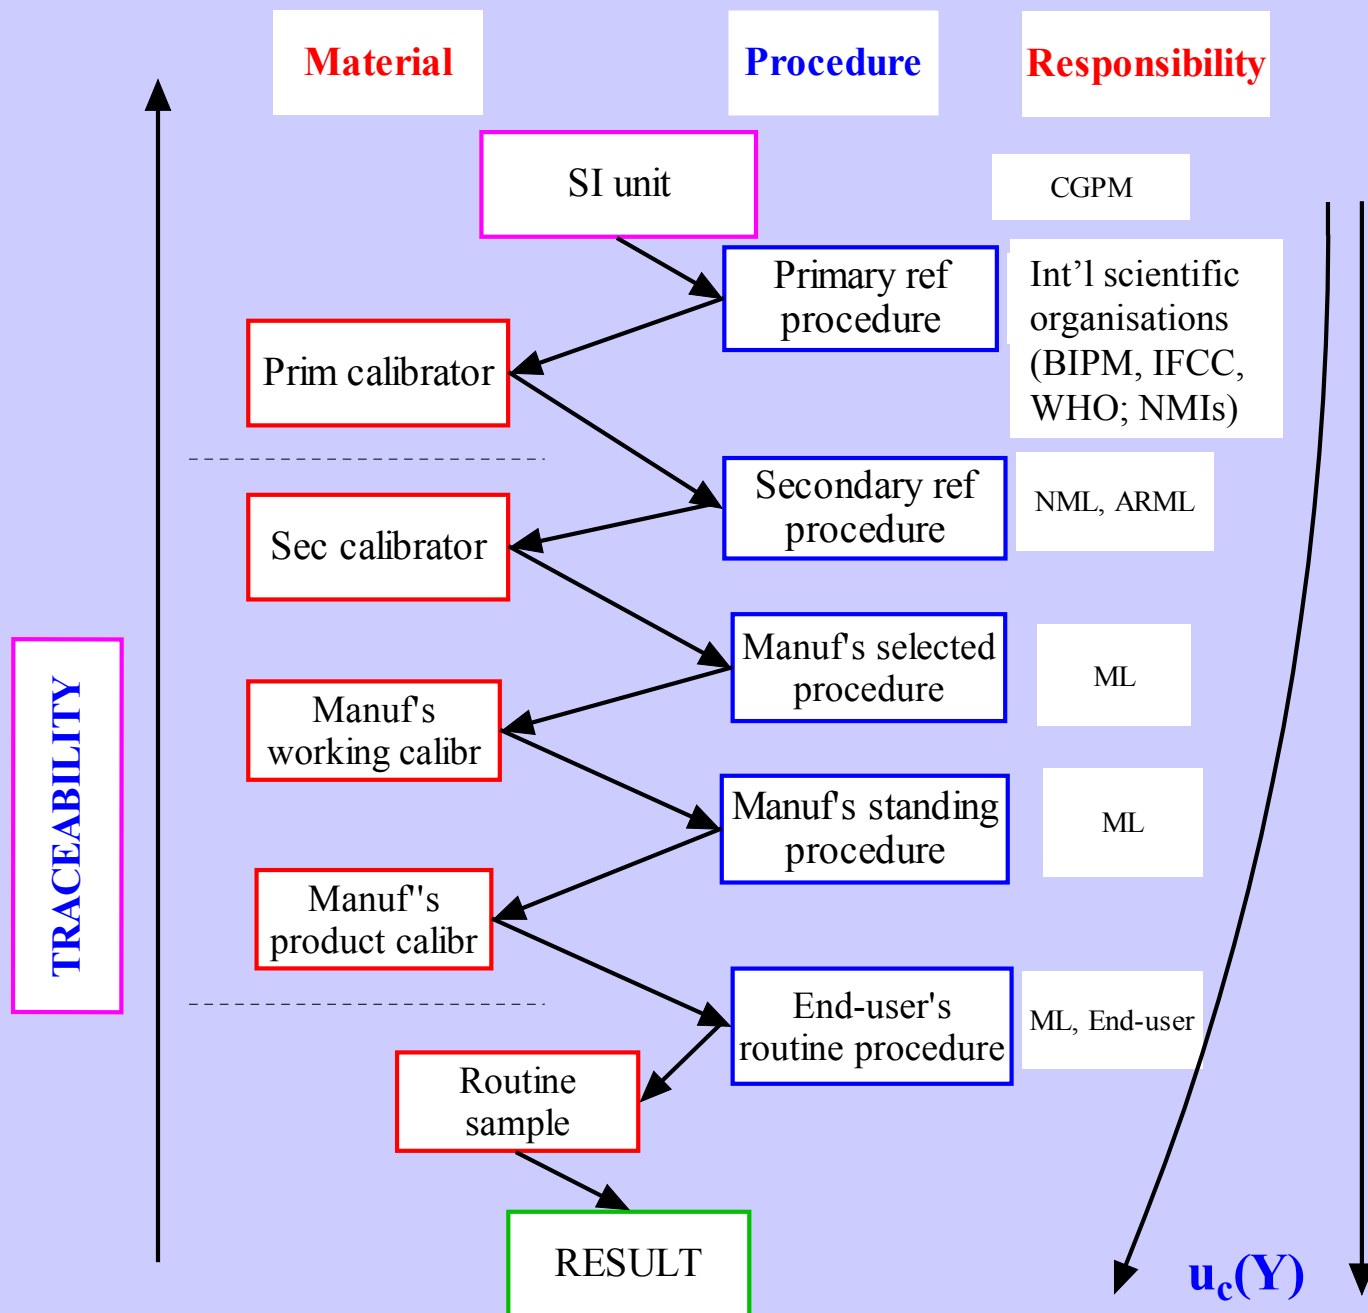 Material
Procedure
Responsibility
SI unit
CGPM
Primary ref
procedure
Int’l scientific
organisations
(BIPM, IFCC,
WHO; NMIs)
Prim calibrator
Secondary ref
procedure
NML, ARML
Sec calibrator
Manuf's selected
procedure
ML
Manuf's
working calibr
Manuf's standing
procedure
ML
Manuf''s
product calibr
End-user's
routine procedure
ML, End-user
Routine
sample
RESULT
TRACEABILITY
uc(Y)